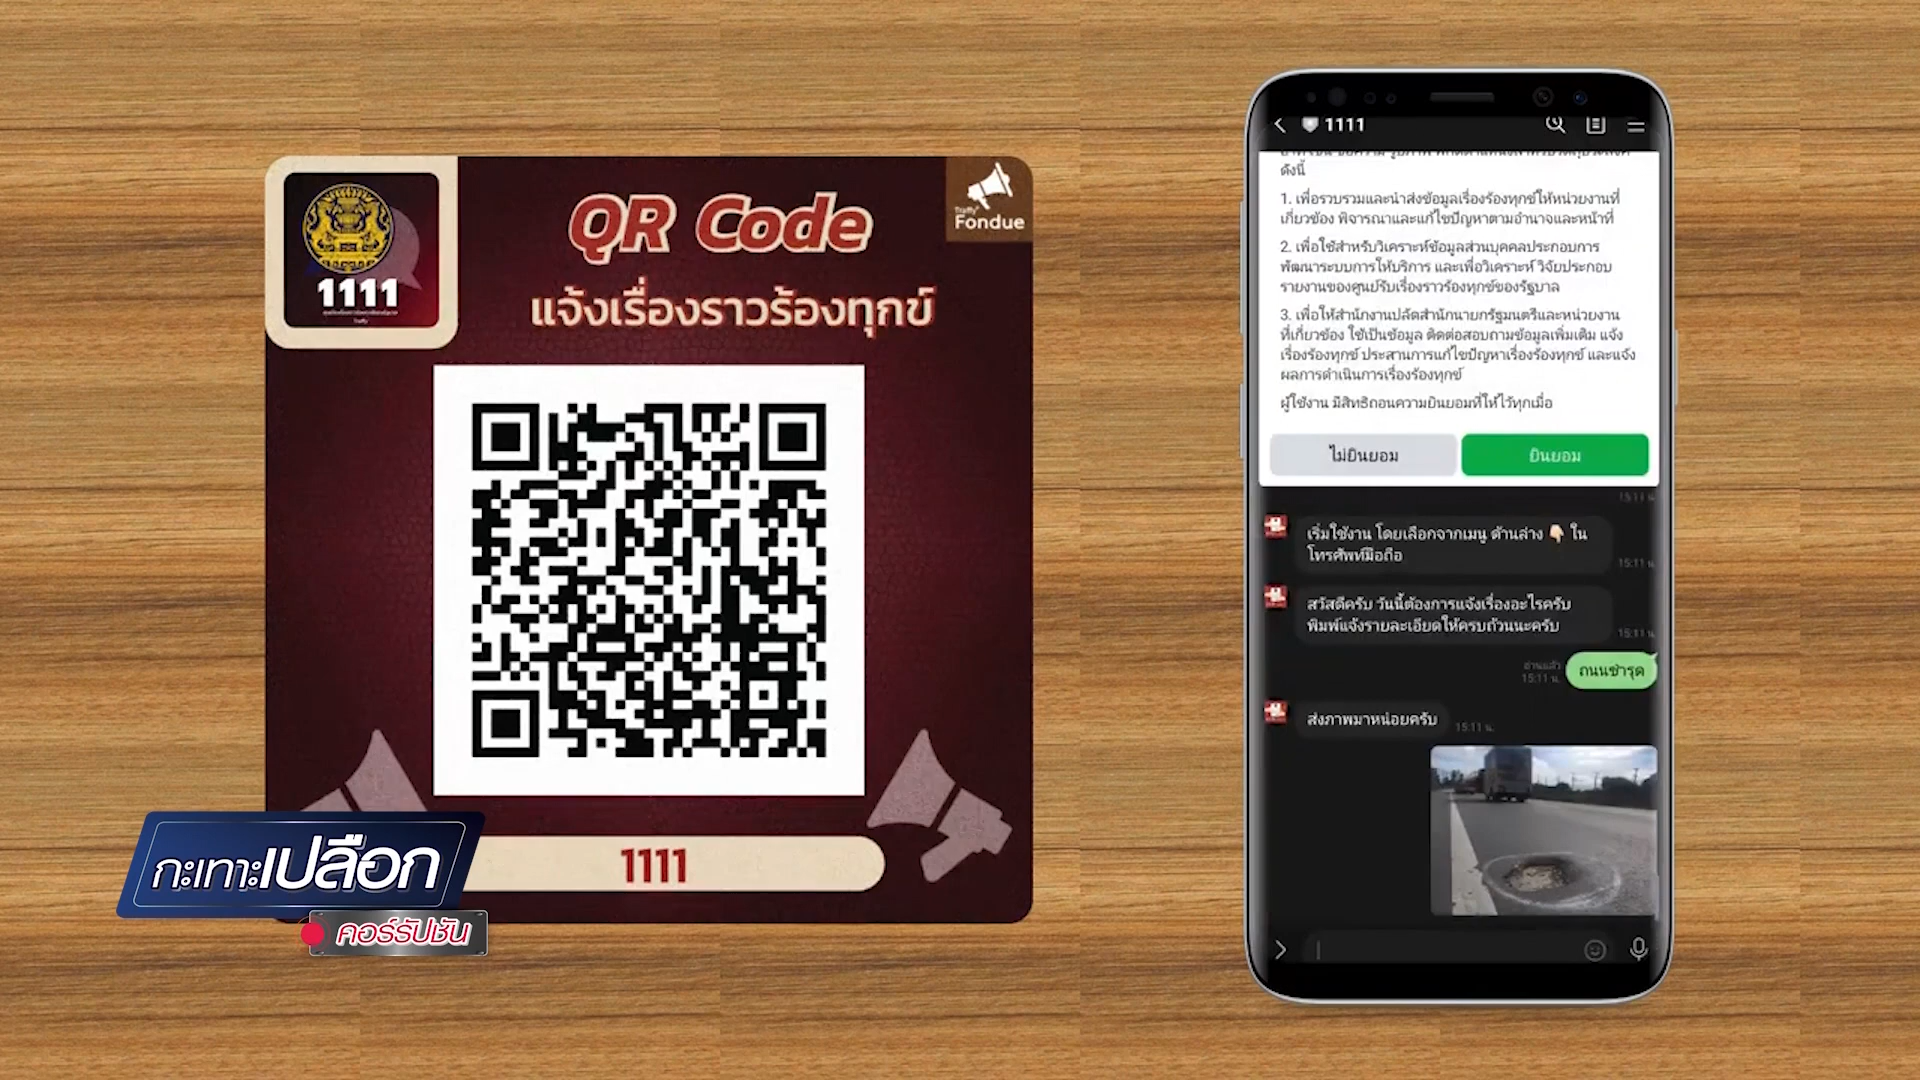 1111
QR Code
แจ้งเรื่องราวร้องทุกข์
Fondue
1111
กะเทาะเปลือก
คอร์รัปชัน
1111
ดังนี้
1. เพื่อรวบรวมและนำส่งข้อมูลเรื่องร้องทุกข์ให้หน่วยงานที่
เกี่ยวข้อง พิจารณาและแก้ไขปัญหาตามอำนาจและหน้าที่
2. เพื่อใช้สำหรับวิเคราะห์ข้อมูลส่วนบุคคลประกอบการ
พัฒนาระบบการให้บริการ และเพื่อวิเคราะห์ วิจัยประกอบ
รายงานของศูนย์รับเรื่องราวร้องทุกข์ของรัฐบาล
3. เพื่อให้สำนักงานปลัดสำนักนายกรัฐมนตรีและหน่วยงาน
ที่เกี่ยวข้อง ใช้เป็นข้อมูล ติดต่อสอบถามข้อมูลเพิ่มเติม แจ้ง
เรื่องร้องทุกข์ ประสานการแก้ไขปัญหาเรื่องร้องทุกข์ และแจ้ง
ผลการดำเนินการเรื่องร้องทุกข์
ผู้ใช้งาน มีสิทธิถอนความยินยอมที่ให้ไว้ทุกเมื่อ
ไม่ยินยอม
ยินยอม
15:11 น.
เริ่มใช้งาน โดยเลือกจากเมนู ด้านล่าง 👇🏻 ใน
โทรศัพท์มือถือ
15:11 น.
สวัสดีครับ วันนี้ต้องการแจ้งเรื่องอะไรครับ
พิมพ์แจ้งรายละเอียดให้ครบถ้วนนะครับ
15:11 น.
อ่านแล้ว
15:11 น.
ถนนชำรุด
ส่งภาพมาหน่อยครับ
15:11 น.